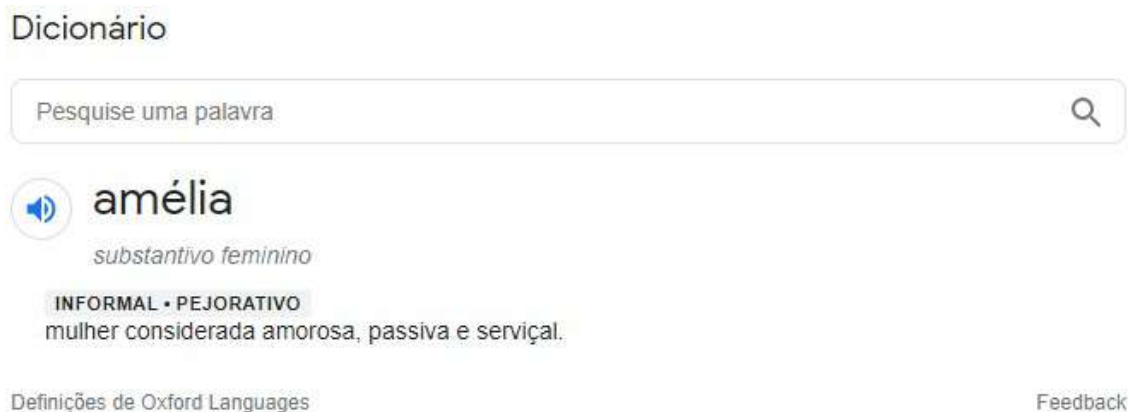 Dicionário
Pesquise uma palavra
amélia
substantivo feminino
INFORMAL • PEJORATIVO
mulher considerada amorosa, passiva e serviçal.
Definições de Oxford Languages Feedback